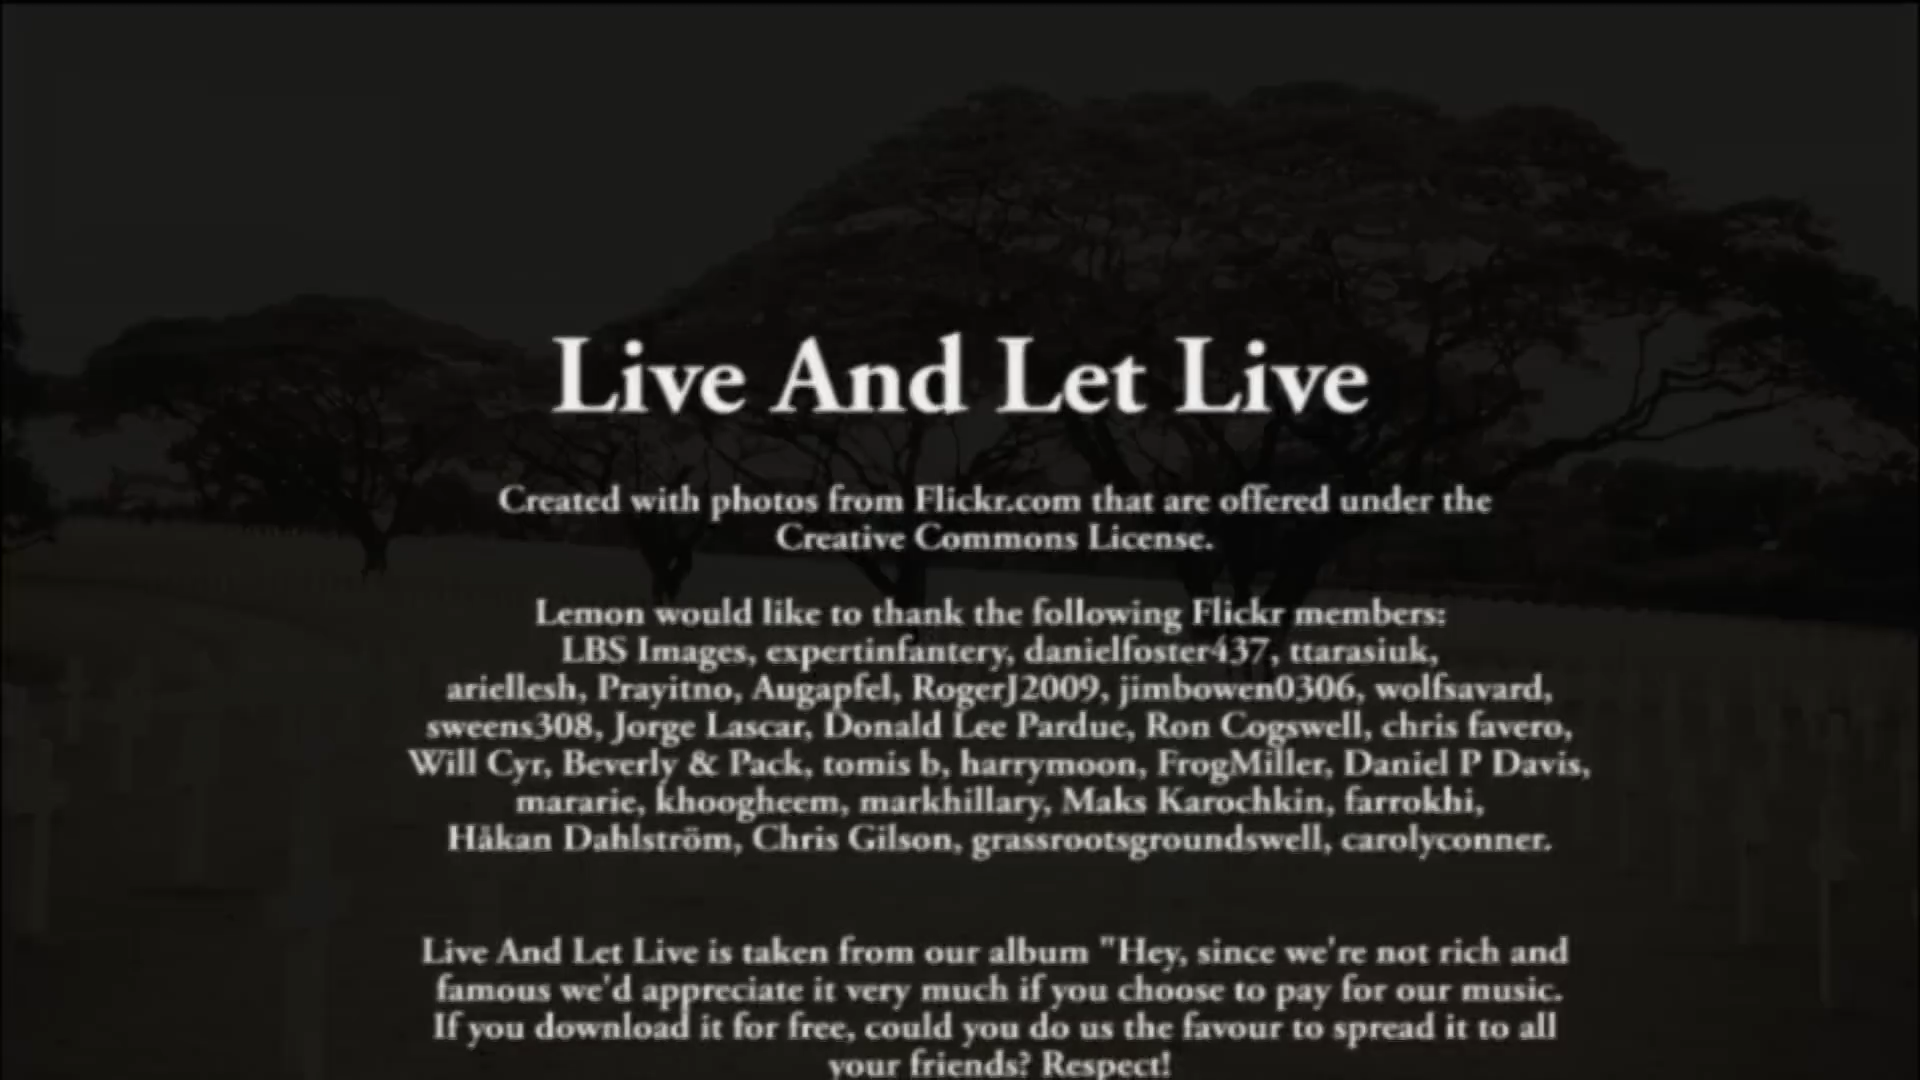 Live And Let Live
Created with photos from Flickr.com that are offered under the
Creative Commons License.
Lemon would like to thank the following Flickr members:
LBS Images, expertinfantery, danielfoster437, ttarasiuk,
ariellesh, Prayitno, Augapfel, RogerJ2009, jimbowen0306, wolfsavard,
sweens308, Jorge Lascar, Donald Lee Pardue, Ron Cogswell, chris favero,
Will Cyr, Beverly & Pack, tomis b, harrymoon, FrogMiller, Daniel P Davis,
mararie, khoogheem, markhillary, Maks Karochkin, farrokhi,
Håkan Dahlström, Chris Gilson, grassrootsgroundswell, carolyconner.
Live And Let Live is taken from our album "Hey, since we're not rich and
famous we'd appreciate it very much if you choose to pay for our music.
If you download it for free, could you do us the favour to spread it to all
your friends? Respect!